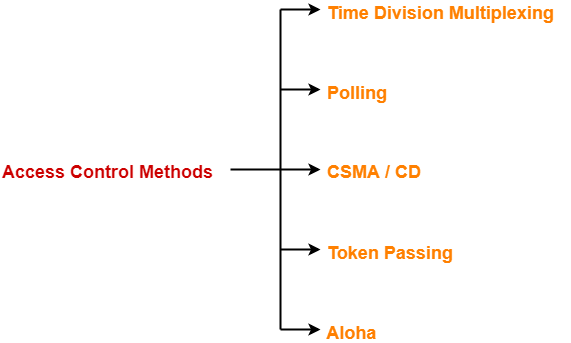 Time Division Multiplexing
Polling
Access Control Methods
CSMA / CD
Token Passing
Aloha